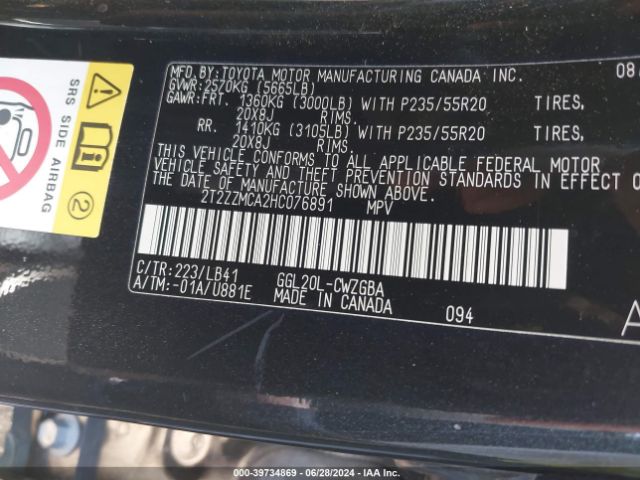 MFD.BY:TOYOTA MOTOR MANUFACTURING CANADA INC. 08/
GVWR:2570KG (5665LB)
GAWR:FRT. 1360KG (3000LB) WITH P235/55R20 TIRES,
20X8J RIMS.
RR. 1410KG (3105LB) WITH P235/55R20 TIRES,
20X8J RIMS.
THIS VEHICLE CONFORMS TO ALL APPLICABLE FEDERAL MOTOR
VEHICLE SAFETY AND THEFT PREVENTION STANDARDS IN EFFECT O
THE DATE OF MANUFACTURE SHOWN ABOVE.
2T2ZZMCA2HC076891 MPV
C/TR:223/LB41 GGL20L-CWZGBA
A/TM:-01A/U881E MADE IN CANADA 094
A
SIDE AIRBAG
2
000-39734869 - 06/28/2024 - IAA Inc.